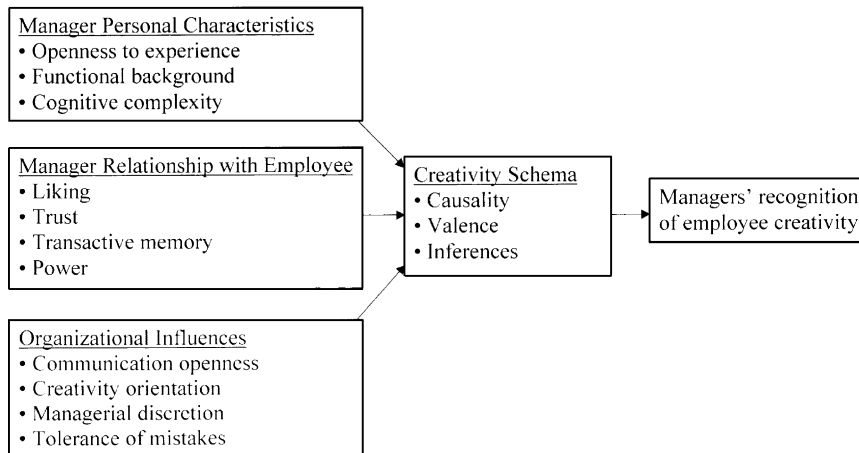 Manager Personal Characteristics
• Openness to experience
• Functional background
• Cognitive complexity
Manager Relationship with Employee
• Liking
• Trust
• Transactive memory
• Power
Organizational Influences
• Communication openness
• Creativity orientation
• Managerial discretion
• Tolerance of mistakes
Creativity Schema
• Causality
• Valence
• Inferences
Managers' recognition
of employee creativity